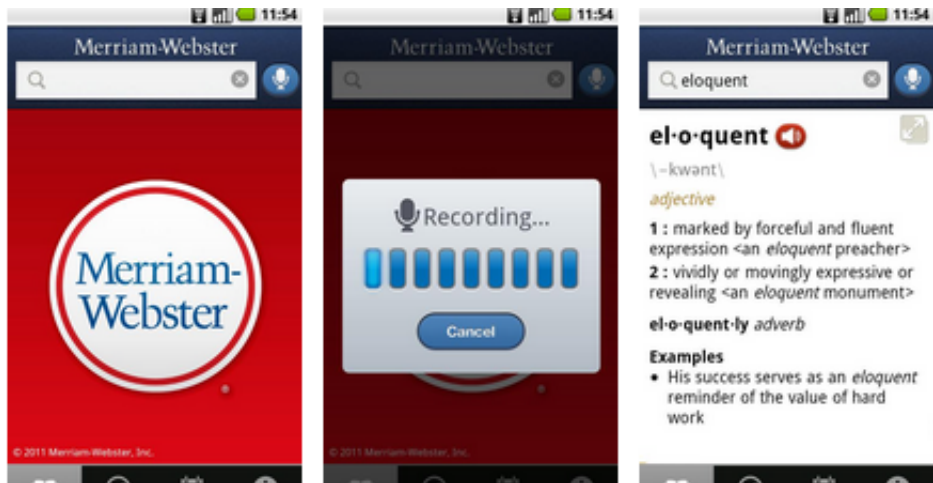 11:54
Merriam-Webster
Merriam-
Webster
®
© 2011 Merriam-Webster, Inc.
11:54
Merriam-Webster
Recording...
Cancel
© 2011 Merriam-Webster, Inc.
11:54
Merriam-Webster
eloquent
el·o·quent
\-kwənt\
adjective
1 : marked by forceful and fluent
expression <an eloquent preacher>
2 : vividly or movingly expressive or
revealing <an eloquent monument>
el·o·quent·ly adverb
Examples
• His success serves as an eloquent
reminder of the value of hard
work